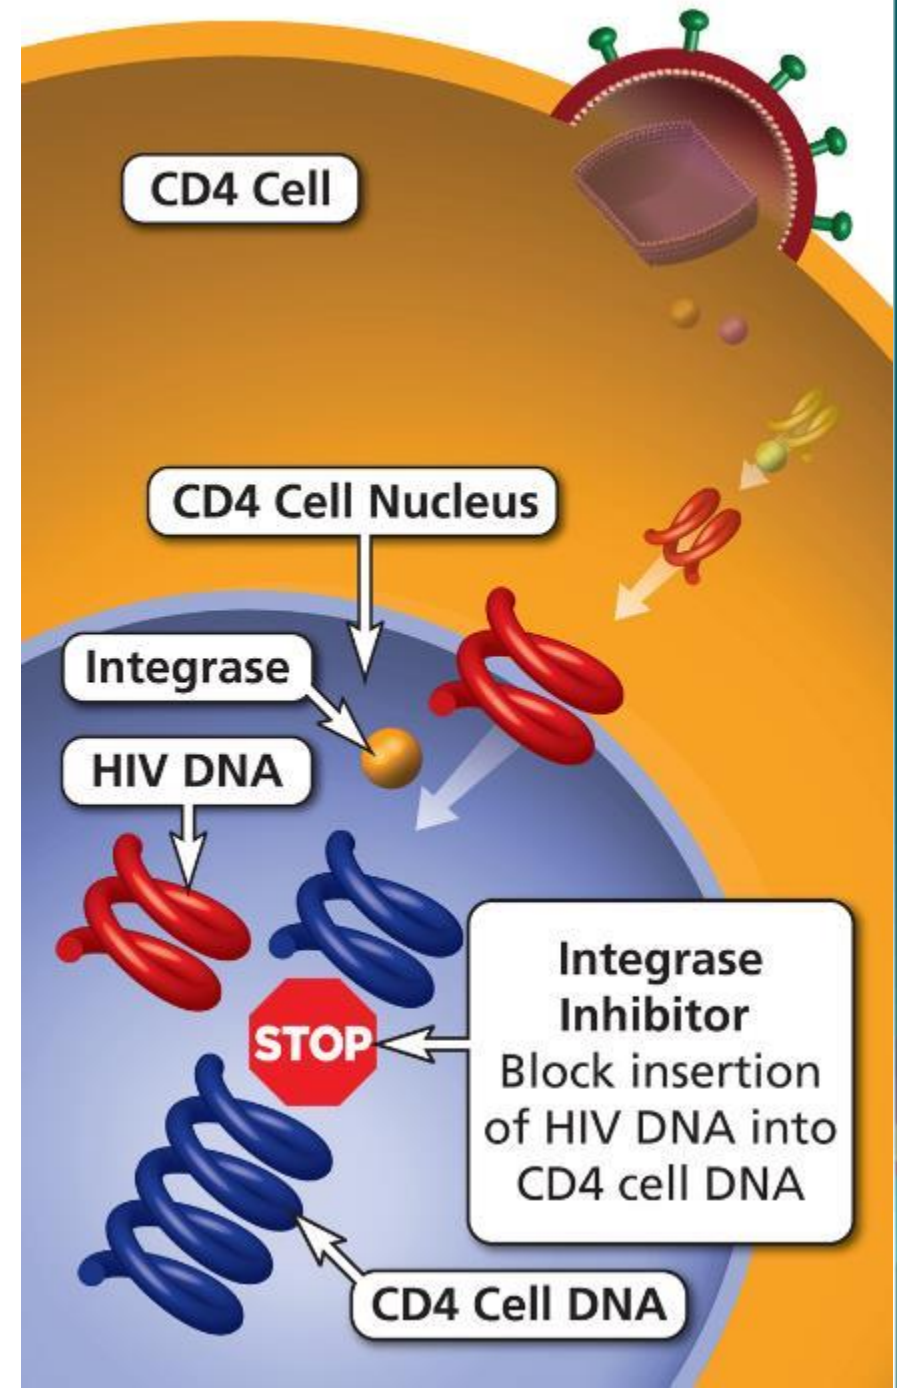 CD4 Cell
CD4 Cell Nucleus
Integrase
HIV DNA
Integrase
Inhibitor
Block insertion
of HIV DNA into
CD4 cell DNA
STOP
CD4 Cell DNA